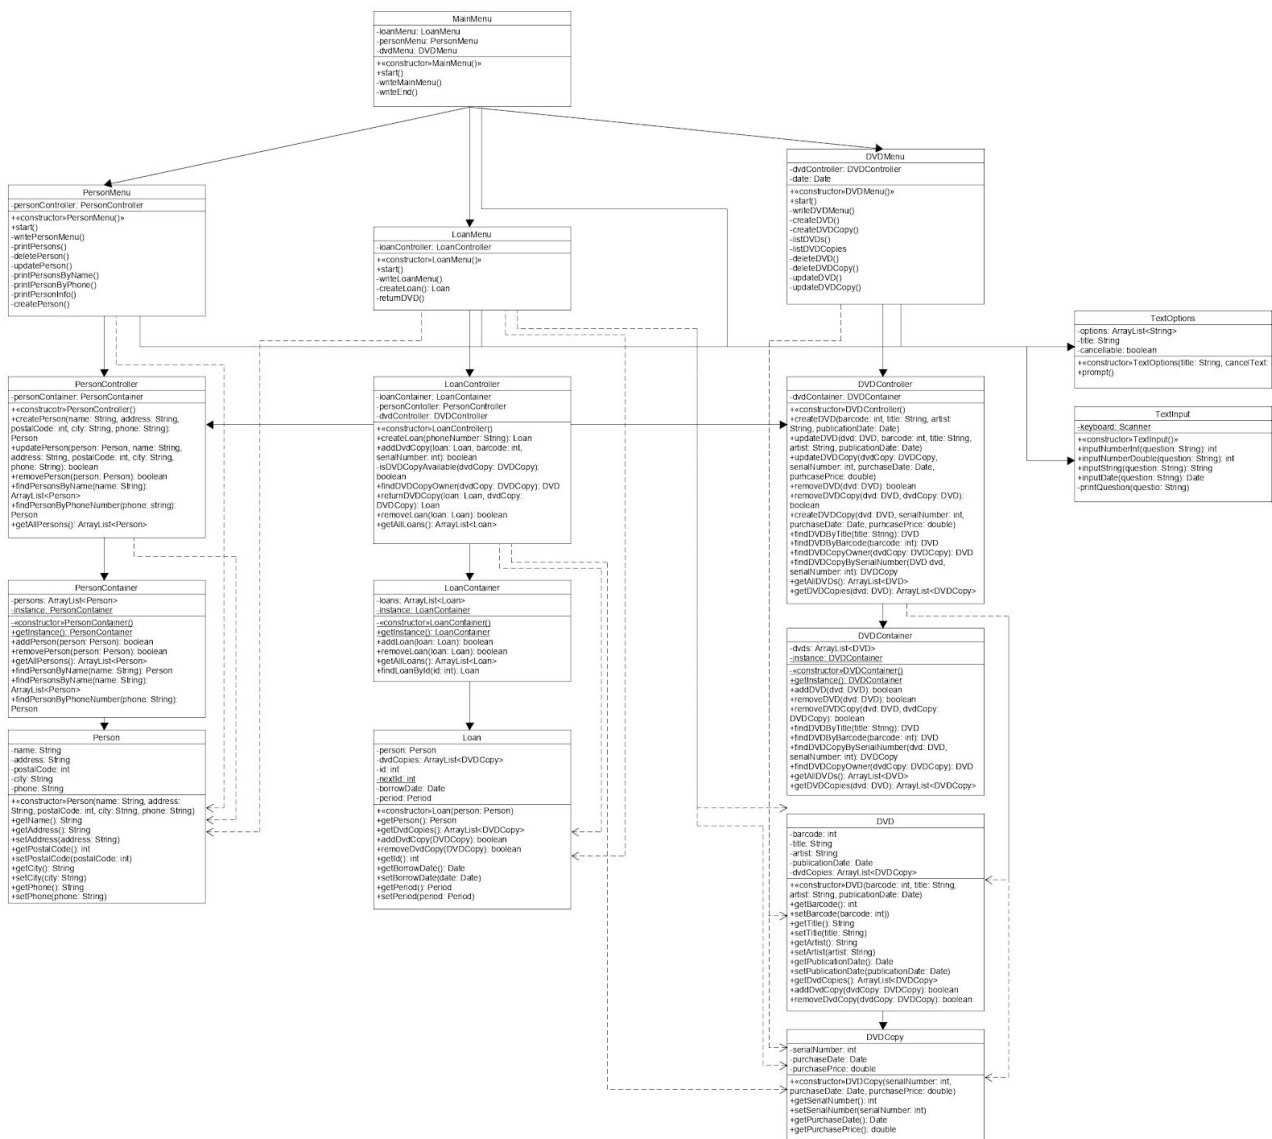 MainMenu
-loanMenu: LoanMenu
-personMenu: PersonMenu
-dvdMenu: DVDMenu
+«constructor»MainMenu()»
+start()
-writeMainMenu()
-writeEnd()
DVDMenu
-dvdController: DVDController
-date: Date
+«constructor»DVDMenu()»
+start()
-writeDVDMenu()
-createDVD()
-createDVDCopy()
-listDVDs()
-listDVDCopies
-deleteDVD()
-deleteDVDCopy()
-updateDVD()
-updateDVDCopy()
PersonMenu
-personController: PersonController
+«constructor»PersonMenu()»
+start()
-writePersonMenu()
-printPersons()
-deletePerson()
-updatePerson()
-printPersonsByName()
-printPersonByPhone()
-printPersonInfo()
-createPerson()
LoanMenu
-loanController: LoanController
+«constructor»LoanMenu()»
+start()
-writeLoanMenu()
-createLoan(): Loan
-returnDVD()
TextOptions
-options: ArrayList<String>
-title: String
-cancellable: boolean
+«constructor»TextOptions(title: String, cancelText:
+prompt()
TextInput
-keyboard: Scanner
+«constructor»TextInput()»
+inputNumberInt(question: String): int
+inputNumberDouble(question: String): int
+inputString(question: String): String
+inputDate(question: String): Date
-printQuestion(questio: String)
PersonController
-personContainer: PersonContainer
+«construcotr»PersonController()
+createPerson(name: String, address: String,
postalCode: int, city: String, phone: String):
Person
+updatePerson(person: Person, name: String,
address: String, postalCode: int, city: String,
phone: String): boolean
+removePerson(person: Person): boolean
+findPersonsByName(name: String):
ArrayList<Person>
+findPersonByPhoneNumber(phone: string):
Person
+getAllPersons(): ArrayList<Person>
LoanController
-loanContainer: LoanContainer
-personContoller: PersonController
-dvdController: DVDController
+«constructor»LoanController()
+createLoan(phoneNumber: String): Loan
+addDvdCopy(loan: Loan, barcode: int,
serialNumber: int): boolean
-isDVDCopyAvailable(dvdCopy: DVDCopy):
boolean
+findDVDCopyOwner(dvdCopy: DVDCopy): DVD
+returnDVDCopy(loan: Loan, dvdCopy:
DVDCopy): Loan
+removeLoan(loan: Loan): boolean
+getAllLoans(): ArrayList<Loan>
DVDController
-dvdContainer: DVDContainer
+«constructor»DVDController()
+createDVD(barcode: int, title: String, artist:
String, publicationDate: Date)
+updateDVD(dvd: DVD, barcode: int, title: String,
artist: String, publicationDate: Date)
+updateDVDCopy(dvdCopy: DVDCopy,
serialNumber: int, purchaseDate: Date,
purhcasePrice: double)
+removeDVD(dvd: DVD): boolean
+removeDVDCopy(dvd: DVD, dvdCopy: DVD):
boolean
+createDVDCopy(dvd: DVD, serialNumber: int,
purchaseDate: Date, purhcasePrice: double)
+findDVDByTitle(title: String): DVD
+findDVDByBarcode(barcode: int): DVD
+findDVDCopyOwner(dvdCopy: DVDCopy): DVD
+findDVDCopyBySerialNumber(DVD dvd,
serialNumber: int): DVDCopy
+getAllDVDs(): ArrayList<DVD>
+getDVDCopies(dvd: DVD): ArrayList<DVDCopy>
PersonContainer
-persons: ArrayList<Person>
-instance: PersonContainer
-«constructor»PersonContainer()
+getInstance(): PersonContainer
+addPerson(person: Person): boolean
+removePerson(person: Person): boolean
+getAllPersons(): ArrayList<Person>
+findPersonByName(name: String): Person
+findPersonsByName(name: String):
ArrayList<Person>
+findPersonByPhoneNumber(phone: String):
Person
LoanContainer
-loans: ArrayList<Loan>
-instance: LoanContainer
-«constructor»LoanContainer()
+getInstance(): LoanContainer
+addLoan(loan: Loan): boolean
+removeLoan(loan: Loan): boolean
+getAllLoans(): ArrayList<Loan>
+findLoanById(id: int): Loan
DVDContainer
-dvds: ArrayList<DVD>
-instance: DVDContainer
-«constructor»DVDContainer()
+getInstance(): DVDContainer
+addDVD(dvd: DVD): boolean
+removeDVD(dvd: DVD): boolean
+removeDVDCopy(dvd: DVD, dvdCopy:
DVDCopy): boolean
+findDVDByTitle(title: String): DVD
+findDVDByBarcode(barcode: int): DVD
+findDVDCopyBySerialNumber(dvd: DVD,
serialNumber: int): DVDCopy
+findDVDCopyOwner(dvdCopy: DVDCopy): DVD
+getAllDVDs(): ArrayList<DVD>
+getDVDCopies(dvd: DVD): ArrayList<DVDCopy>
Person
-name: String
-address: String
-postalCode: int
-city: String
-phone: String
+«constructor»Person(name: String, address:
String, postalCode: int, city: String, phone: String)
+getName(): String
+getAddress(): String
+setAddress(address: String)
+getPostalCode(): int
+setPostalCode(postalCode: int)
+getCity(): String
+setCity(city: String)
+getPhone(): String
+setPhone(phone: String)
Loan
-person: Person
-dvdCopies: ArrayList<DVDCopy>
-id: int
-nextId: int
-borrowDate: Date
-period: Period
+«constructor»Loan(person: Person)
+getPerson(): Person
+getDvdCopies(): ArrayList<DVDCopy>
+addDvdCopy(DVDCopy): boolean
+removeDvdCopy(DVDCopy): boolean
+getId(): int
+getBorrowDate(): Date
+setBorrowDate(date: Date)
+getPeriod(): Period
+setPeriod(period: Period)
DVD
-barcode: int
-title: String
-artist: String
-publicationDate: Date
-dvdCopies: ArrayList<DVDCopy>
+«constructor»DVD(barcode: int, title: String,
artist: String, publicationDate: Date)
+getBarcode(): int
+setBarcode(barcode: int))
+getTitle(): String
+setTitle(title: String)
+getArtist(): String
+setArtist(artist: String)
+getPublicationDate(): Date
+setPublicationDate(publicationDate: Date)
+getDvdCopies(): ArrayList<DVDCopy>
+addDvdCopy(dvdCopy: DVDCopy): boolean
+removeDvdCopy(dvdCopy: DVDCopy): boolean
DVDCopy
-serialNumber: int
-purchaseDate: Date
-purchasePrice: double
+«constructor»DVDCopy(serialNumber: int,
purchaseDate: Date, purchasePrice: double)
+getSerialNumber(): int
+setSerialNumber(serialNumber: int)
+getPurchaseDate(): Date
+getPurchasePrice(): double